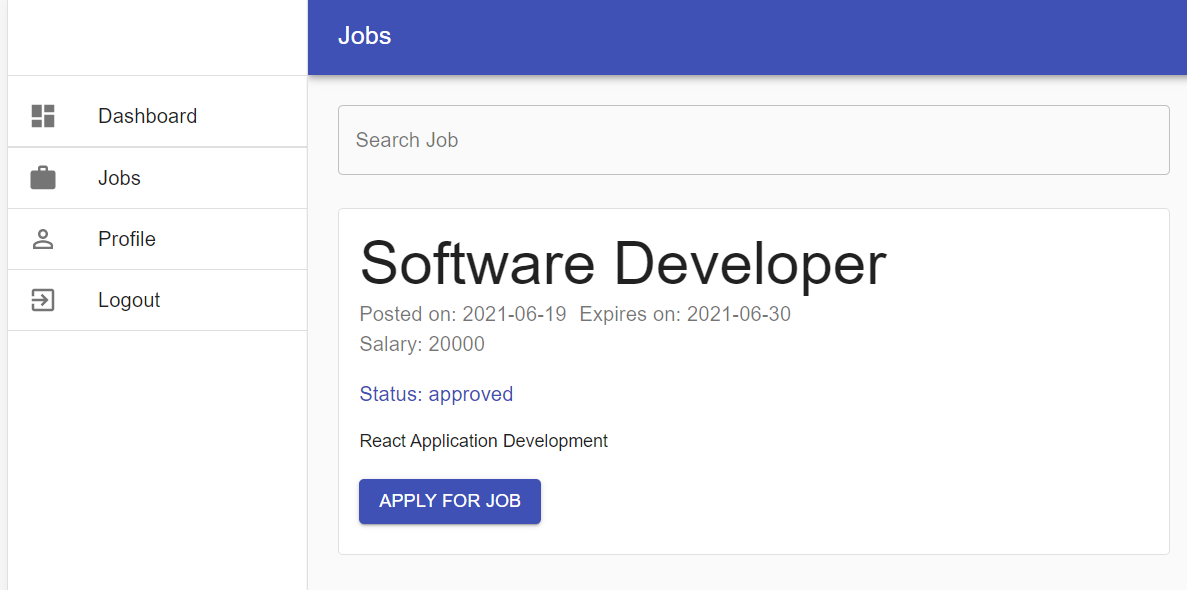 Jobs
Dashboard
Jobs
Profile
Logout
Search Job
Software Developer
Posted on: 2021-06-19 Expires on: 2021-06-30
Salary: 20000
Status: approved
React Application Development
APPLY FOR JOB